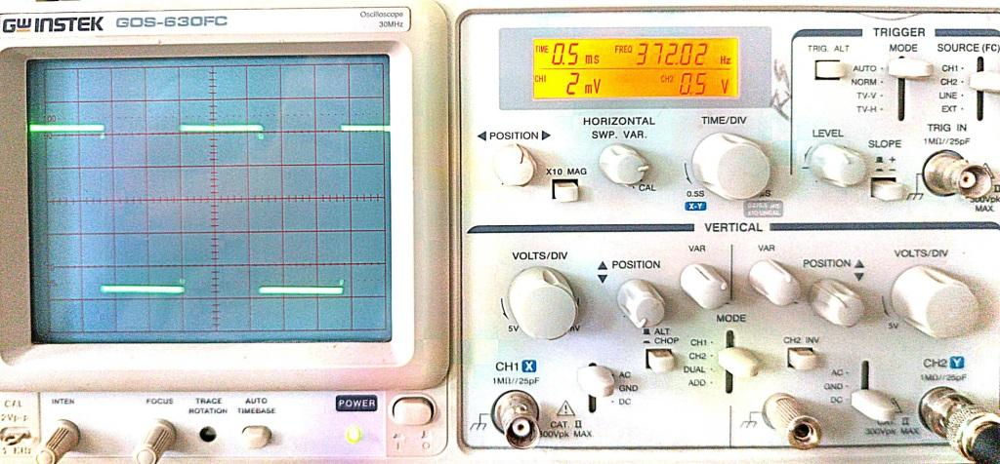 GW INSTEK GOS-630FC
Oscilloscope
30MHz
100
90
TIME 0.5 ms FREQ 372.02 Hz
CH1 2 mV CH2 0.5 V
TRIGGER
TRIG. ALT
MODE
SOURCE (FC)
AUTO
NORM
TV-V
TV-H
CH1
CH2
LINE
EXT
LEVEL
SLOPE
+
TRIG IN
1MΩ//25pF
300Vpk MAX.
POSITION
HORIZONTAL
SWP. VAR.
TIME/DIV
X10 MAG
CAL
0.5S
X-Y
VERTICAL
VOLTS/DIV
POSITION
VAR
VAR
POSITION
VOLTS/DIV
5V
mV
5V
MODE
ALT
CHOP
CH1
CH2
DUAL
ADD
CH2 INV
CH1 X
1MΩ//25pF
AC
GND
DC
CAT. II
300Vpk MAX.
AC
GND
DC
CH2 Y
1MΩ//25pF
CAT. II
300Vpk MAX.
CAL
2Vp-p
INTEN
FOCUS
TRACE
ROTATION
AUTO
TIMEBASE
POWER